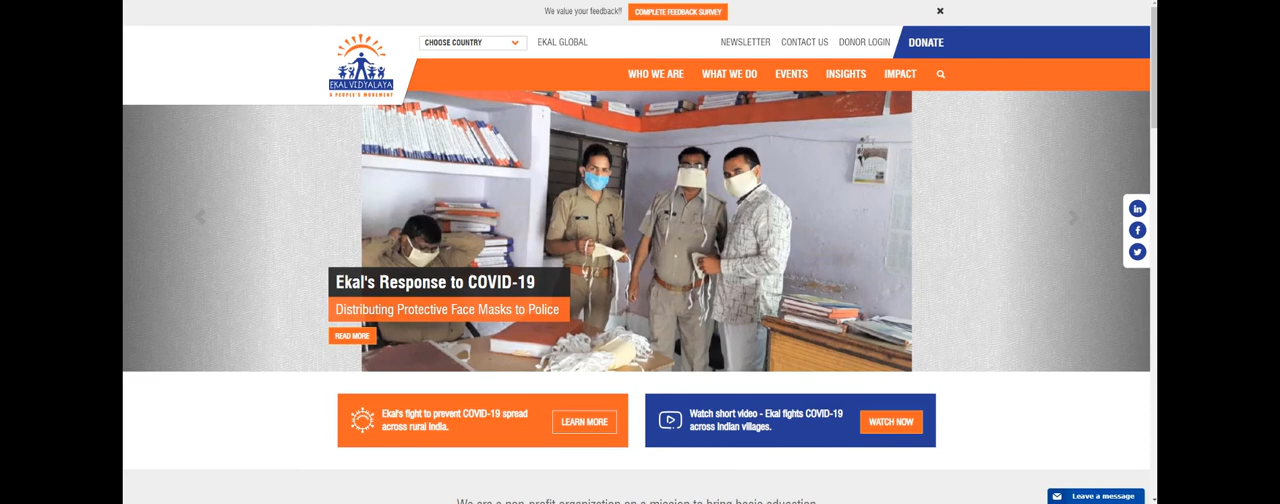 We value your feedback!!
COMPLETE FEEDBACK SURVEY
CHOOSE COUNTRY
EKAL GLOBAL
NEWSLETTER
CONTACT US
DONOR LOGIN
DONATE
EKAL VIDYALAYA
A PEOPLE'S MOVEMENT
WHO WE ARE
WHAT WE DO
EVENTS
INSIGHTS
IMPACT
Ekal's Response to COVID-19
Distributing Protective Face Masks to Police
READ MORE
Ekal's fight to prevent COVID-19 spread
across rural India.
LEARN MORE
Watch short video - Ekal fights COVID-19
across Indian villages.
WATCH NOW
We are a non-profit organization on a mission to bring basic education
Leave a message